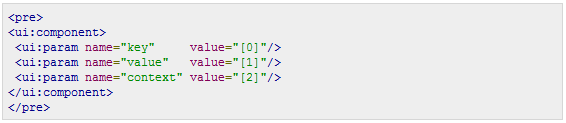 <pre>
<ui:component>
 <ui:param name="key"     value="[0]"/>
 <ui:param name="value"   value="[1]"/>
 <ui:param name="context" value="[2]"/>
</ui:component>
</pre>